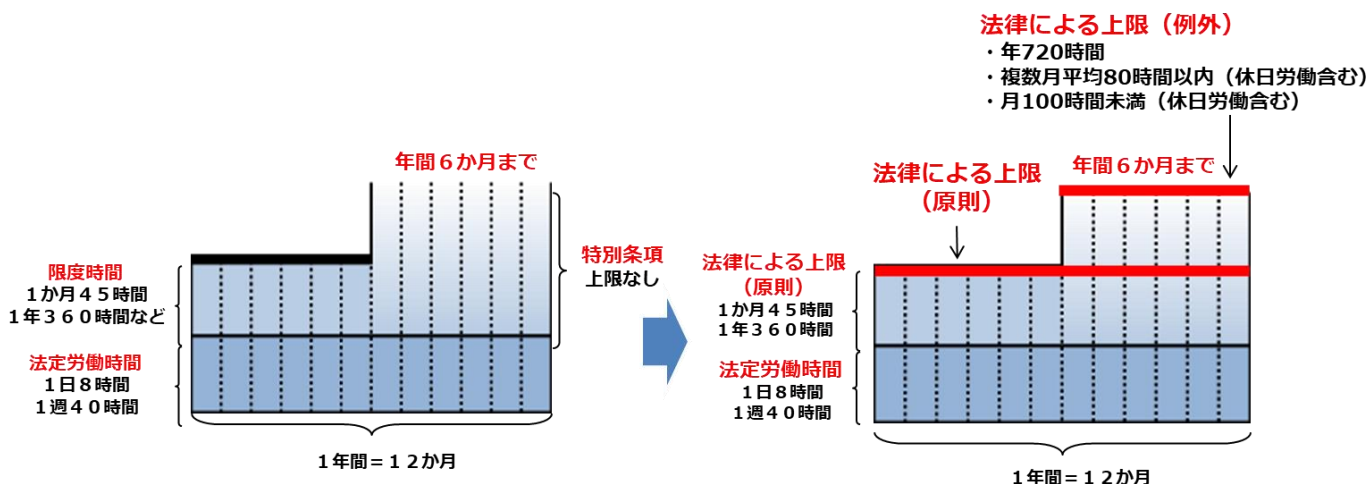 年間６か月まで
特別条項
上限なし
限度時間
１か月４５時間
１年３６０時間など
法定労働時間
１日８時間
１週４０時間
１年間＝１２か月
法律による上限（例外）
・年720時間
・複数月平均80時間以内（休日労働含む）
・月100時間未満（休日労働含む）
年間６か月まで
法律による上限
（原則）
法律による上限
（原則）
１か月４５時間
１年３６０時間
法定労働時間
１日８時間
１週４０時間
１年間＝１２か月